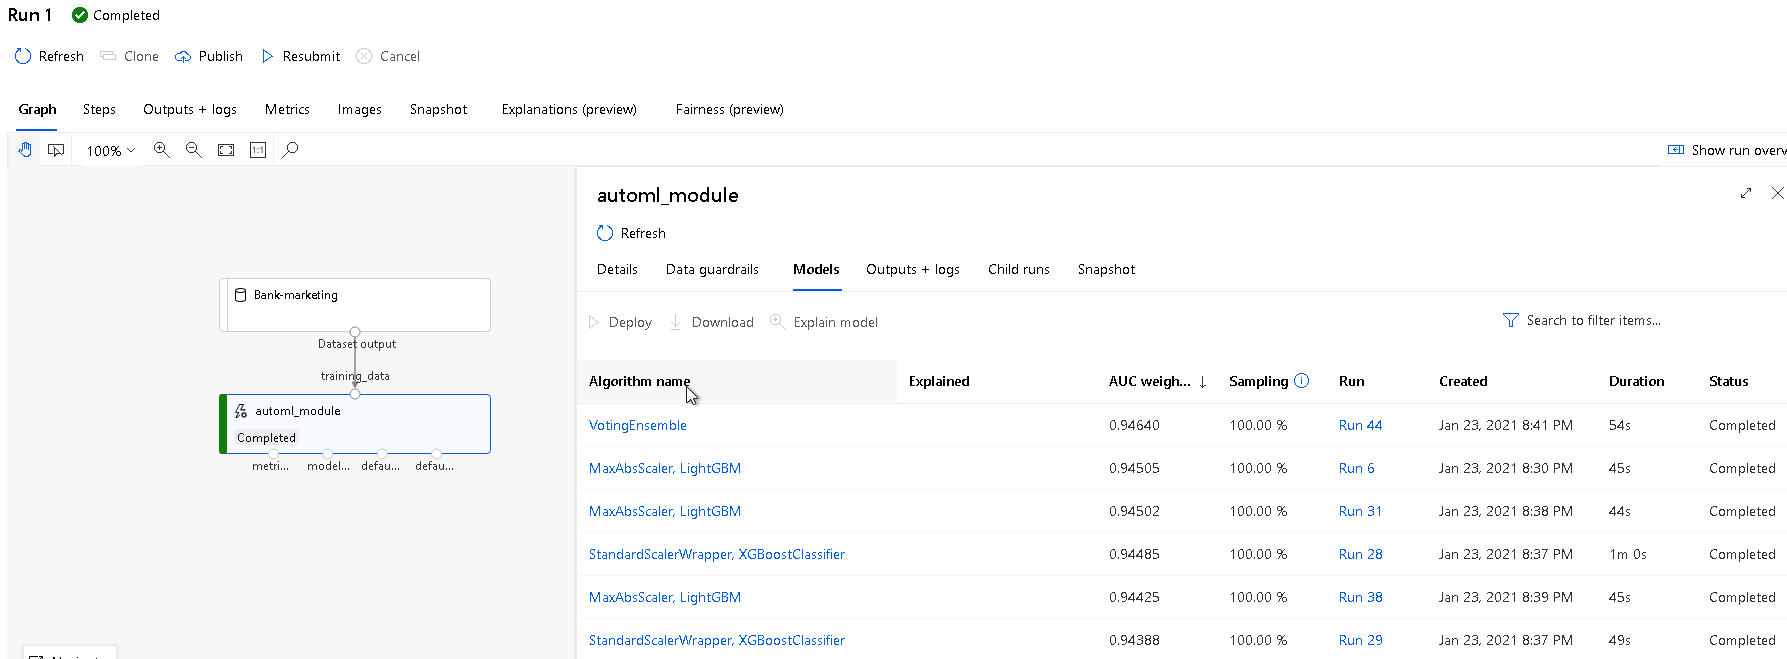 Run 1 Completed
Refresh Clone Publish Resubmit Cancel
Graph Steps Outputs + logs Metrics Images Snapshot Explanations (preview) Fairness (preview)
100% 1:1 Show run overv
Bank-marketing
Dataset output
training_data
automl_module
Completed
metri... model... defau... defau...
automl_module
Refresh
Details Data guardrails Models Outputs + logs Child runs Snapshot
Deploy Download Explain model Search to filter items...
Algorithm name Explained AUC weigh... ↓ Sampling Run Created Duration Status
VotingEnsemble 0.94640 100.00 % Run 44 Jan 23, 2021 8:41 PM 54s Completed
MaxAbsScaler, LightGBM 0.94505 100.00 % Run 6 Jan 23, 2021 8:30 PM 45s Completed
MaxAbsScaler, LightGBM 0.94502 100.00 % Run 31 Jan 23, 2021 8:38 PM 44s Completed
StandardScalerWrapper, XGBoostClassifier 0.94485 100.00 % Run 28 Jan 23, 2021 8:37 PM 1m 0s Completed
MaxAbsScaler, LightGBM 0.94425 100.00 % Run 38 Jan 23, 2021 8:39 PM 45s Completed
StandardScalerWrapper, XGBoostClassifier 0.94388 100.00 % Run 29 Jan 23, 2021 8:37 PM 49s Completed